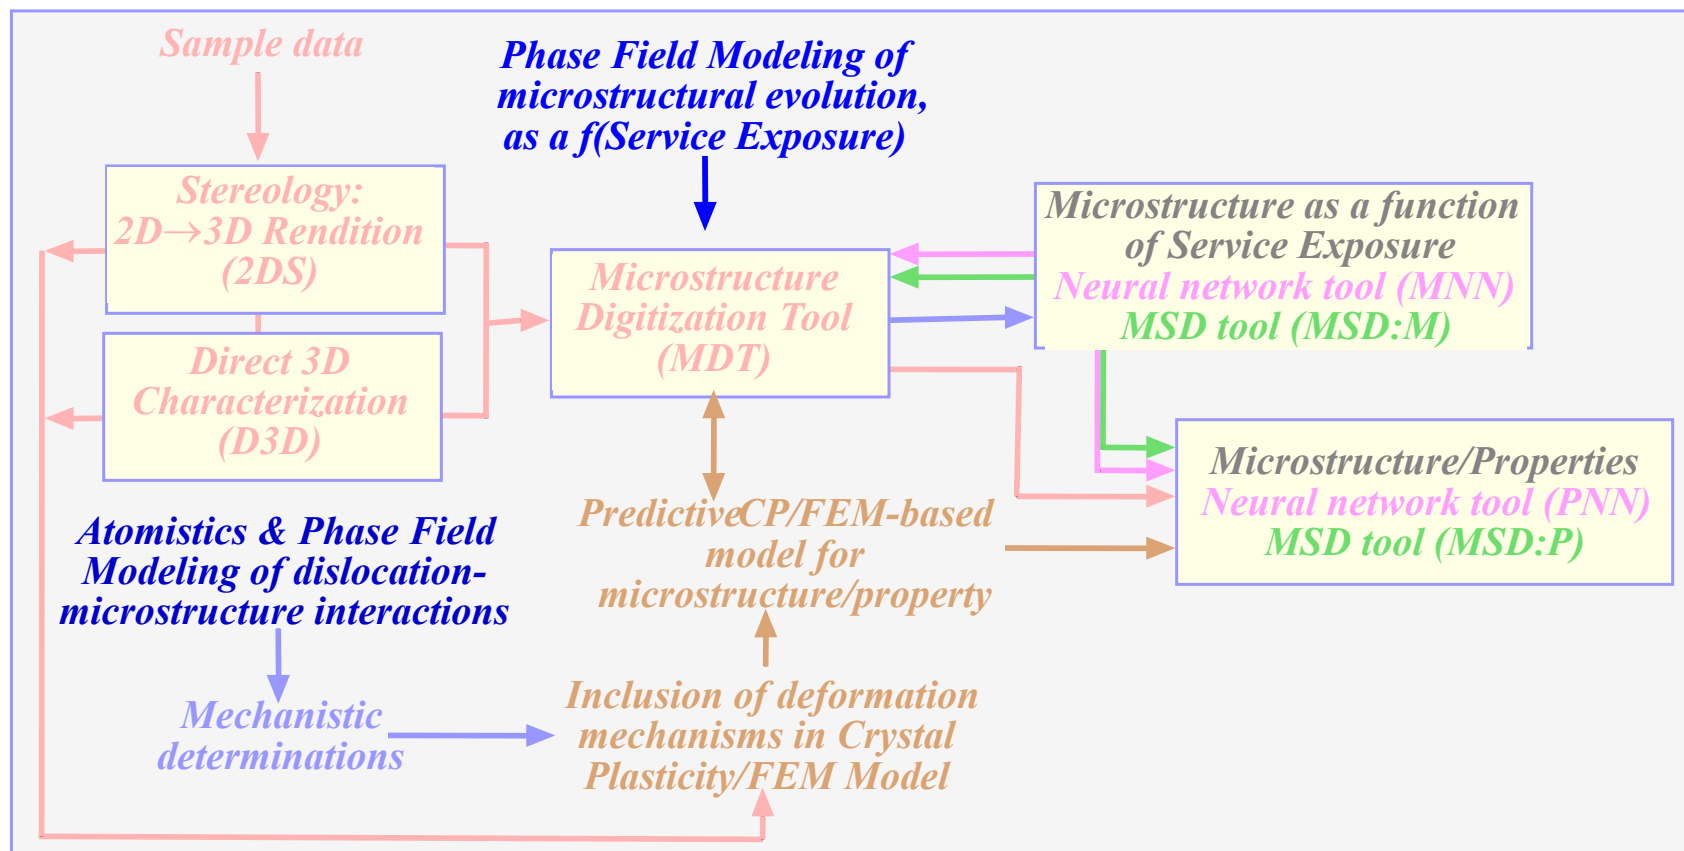 Sample data
Phase Field Modeling of
microstructural evolution,
as a f(Service Exposure)
Stereology:
2D→3D Rendition
(2DS)
Direct 3D
Characterization
(D3D)
Microstructure
Digitization Tool
(MDT)
Microstructure as a function
of Service Exposure
Neural network tool (MNN)
MSD tool (MSD:M)
Microstructure/Properties
Neural network tool (PNN)
MSD tool (MSD:P)
Atomistics & Phase Field
Modeling of dislocation-
microstructure interactions
PredictiveCP/FEM-based
model for
microstructure/property
Mechanistic
determinations
Inclusion of deformation
mechanisms in Crystal
Plasticity/FEM Model